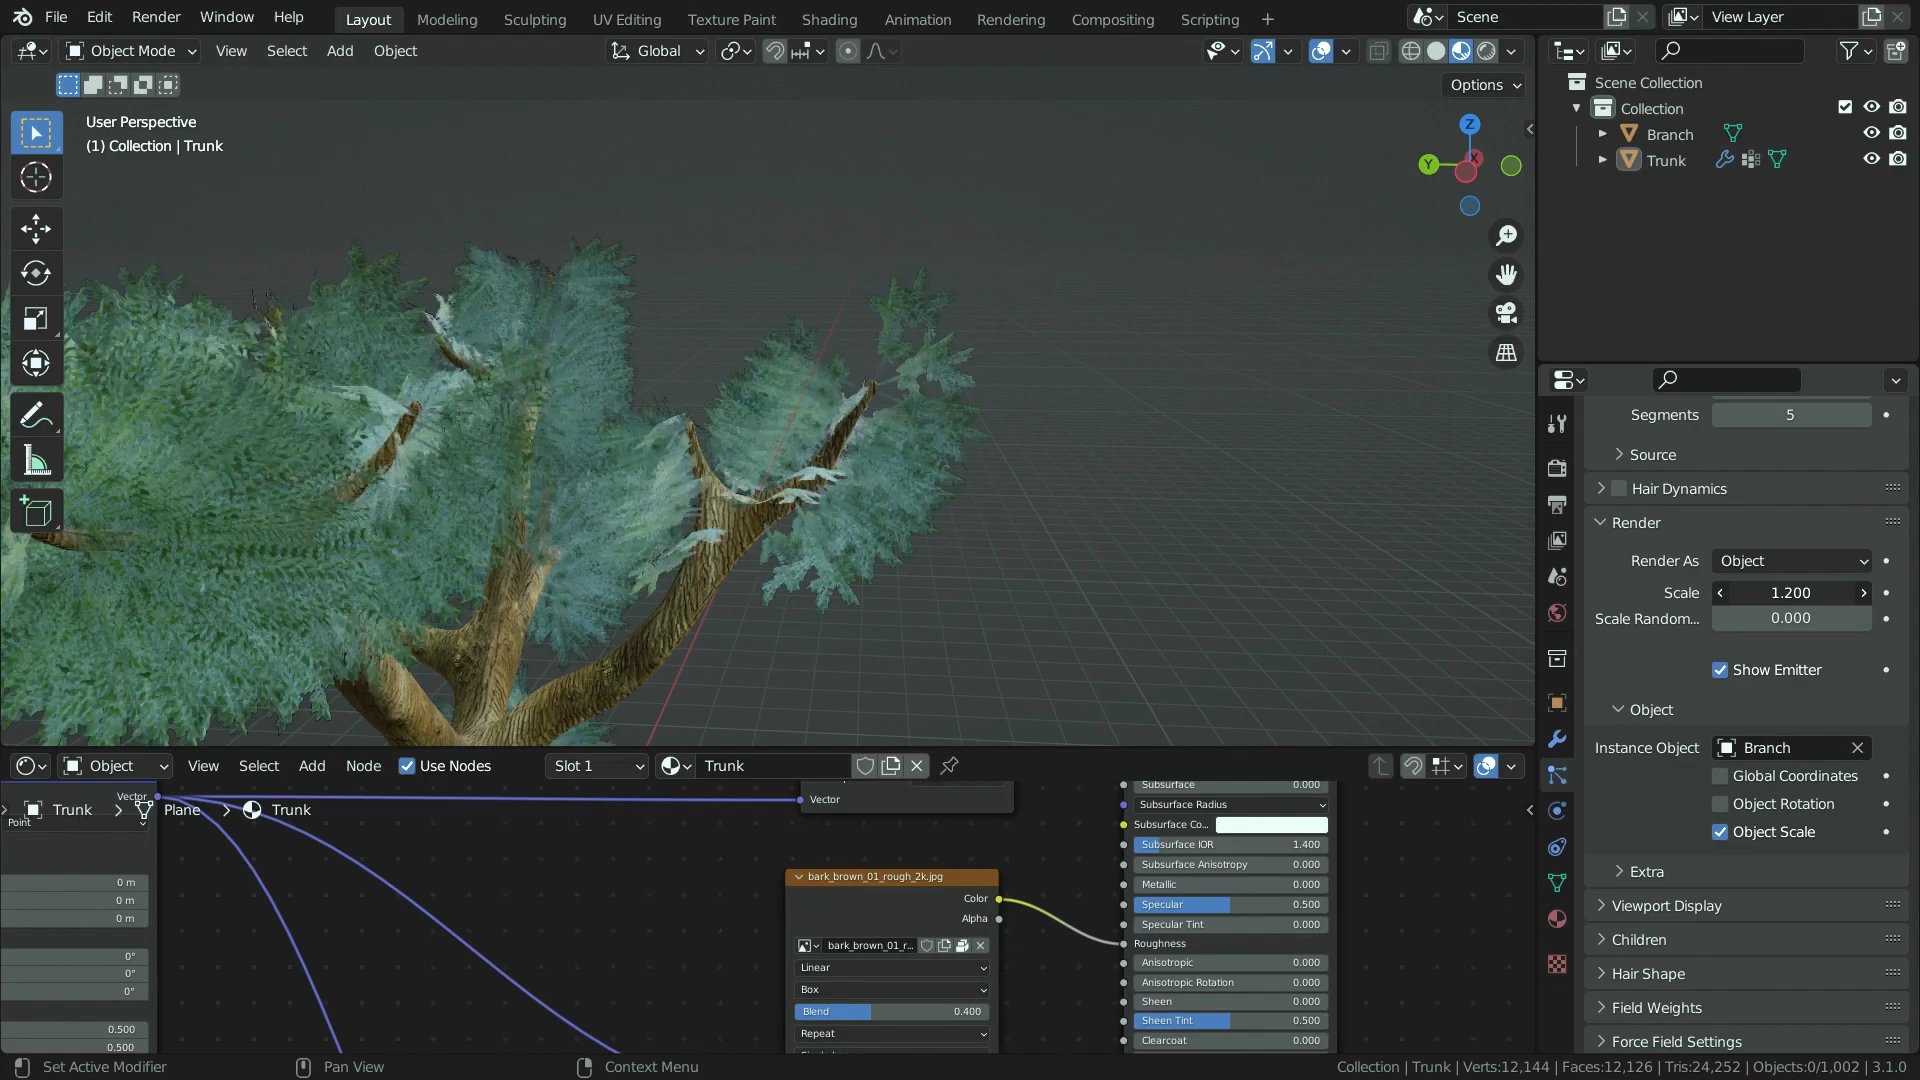 File Edit Render Window Help Layout Modeling Sculpting UV Editing Texture Paint Shading Animation Rendering Compositing Scripting Scene View Layer
Object Mode View Select Add Object Global
Options
User Perspective
(1) Collection | Trunk
Z
Y
X
Scene Collection
Collection
Branch
Trunk
Segments 5
Source
Hair Dynamics
Render
Render As Object
Scale 1.200
Scale Random... 0.000
Show Emitter
Object
Instance Object Branch
Global Coordinates
Object Rotation
Object Scale
Extra
Viewport Display
Children
Hair Shape
Field Weights
Force Field Settings
Object View Select Add Node Use Nodes Slot 1 Trunk
Vector
Trunk Plane Trunk
Point
0 m
0 m
0 m
0°
0°
0°
0.500
0.500
Vector
bark_brown_01_rough_2k.jpg
Color
Alpha
bark_brown_01_r...
Linear
Box
Blend 0.400
Repeat
Subsurface 0.000
Subsurface Radius
Subsurface Co...
Subsurface IOR 1.400
Subsurface Anisotropy 0.000
Metallic 0.000
Specular 0.500
Specular Tint 0.000
Roughness
Anisotropic 0.000
Anisotropic Rotation 0.000
Sheen 0.000
Sheen Tint 0.500
Clearcoat 0.000
Set Active Modifier Pan View Context Menu Collection | Trunk | Verts:12,144 | Faces:12,126 | Tris:24,252 | Objects:0/1,002 | 3.1.0